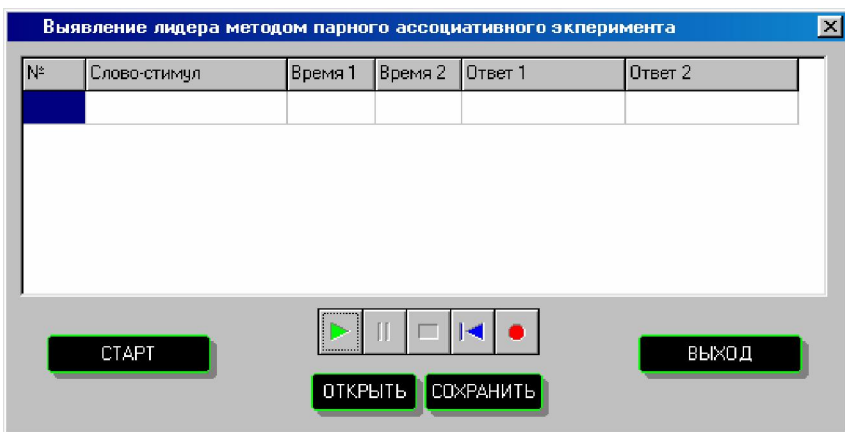 Выявление лидера методом парного ассоциативного экперимента
№ Слово-стимул Время 1 Время 2 Ответ 1 Ответ 2
СТАРТ ВЫХОД
ОТКРЫТЬ СОХРАНИТЬ